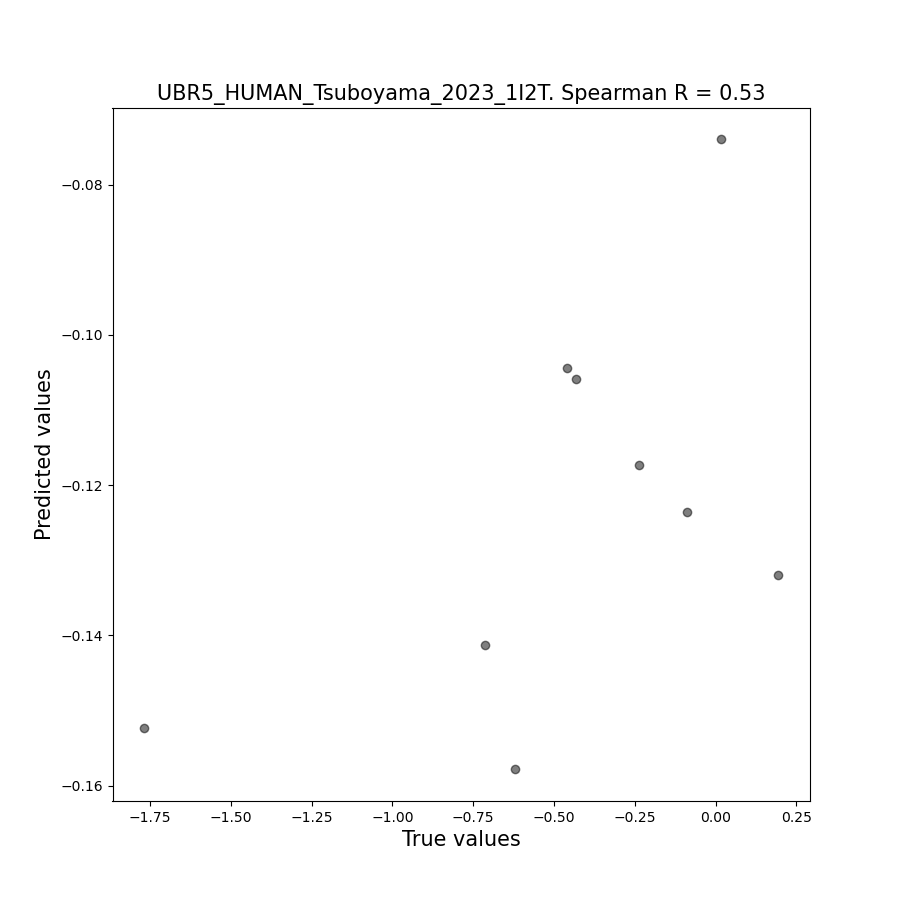 UBR5_HUMAN_Tsuboyama_2023_1I2T. Spearman R = 0.53
−0.08
−0.10
−0.12
−0.14
−0.16
Predicted values
−1.75 −1.50 −1.25 −1.00 −0.75 −0.50 −0.25 0.00 0.25
True values